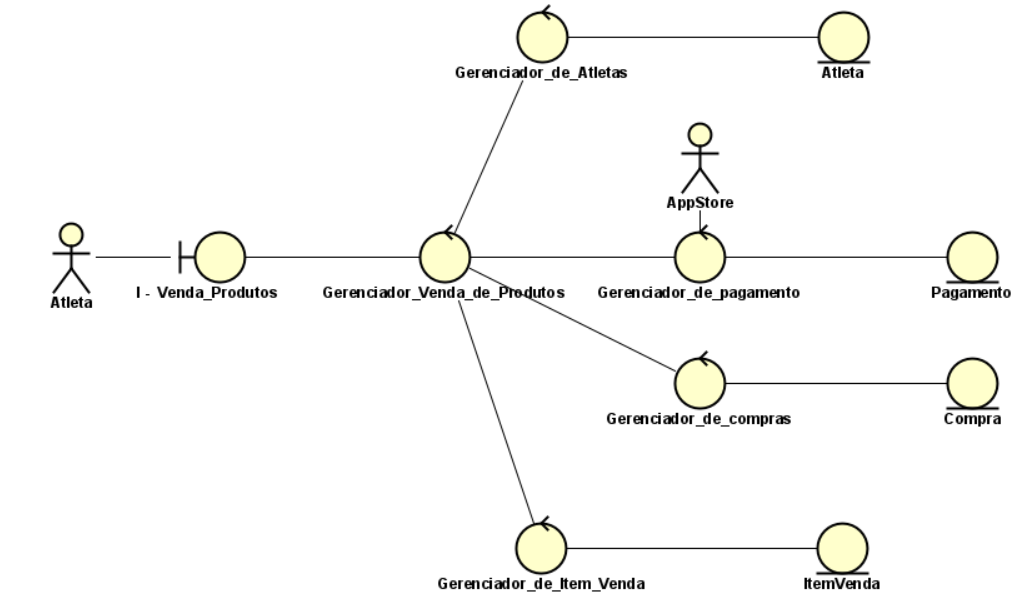 Gerenciador_de_Atletas
Atleta
AppStore
Atleta
I - Venda_Produtos
Gerenciador_Venda_de_Produtos
Gerenciador_de_pagamento
Pagamento
Gerenciador_de_compras
Compra
Gerenciador_de_Item_Venda
ItemVenda